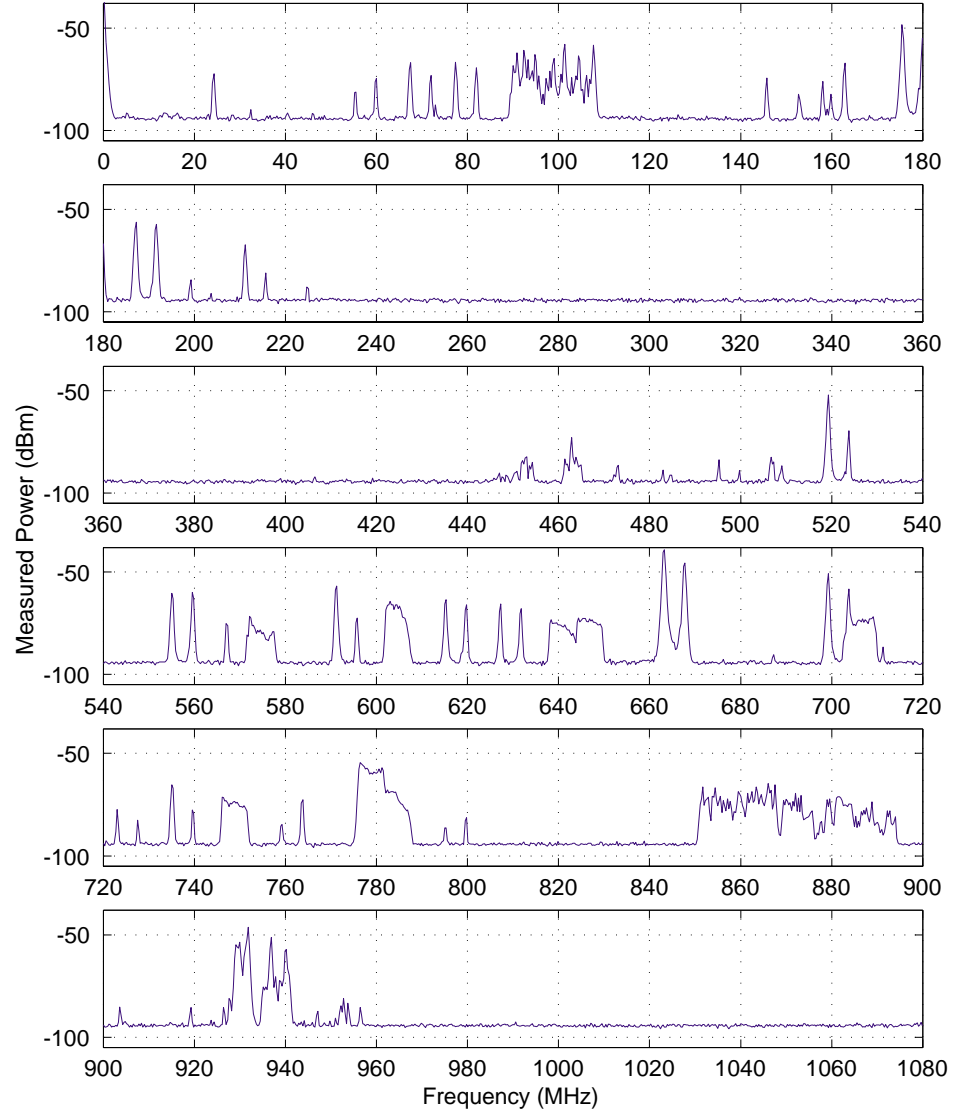 -50
-100
0 20 40 60 80 100 120 140 160 180
-50
-100
180 200 220 240 260 280 300 320 340 360
-50
-100
360 380 400 420 440 460 480 500 520 540
Measured Power (dBm)
-50
-100
540 560 580 600 620 640 660 680 700 720
-50
-100
720 740 760 780 800 820 840 860 880 900
-50
-100
900 920 940 960 980 1000 1020 1040 1060 1080
Frequency (MHz)